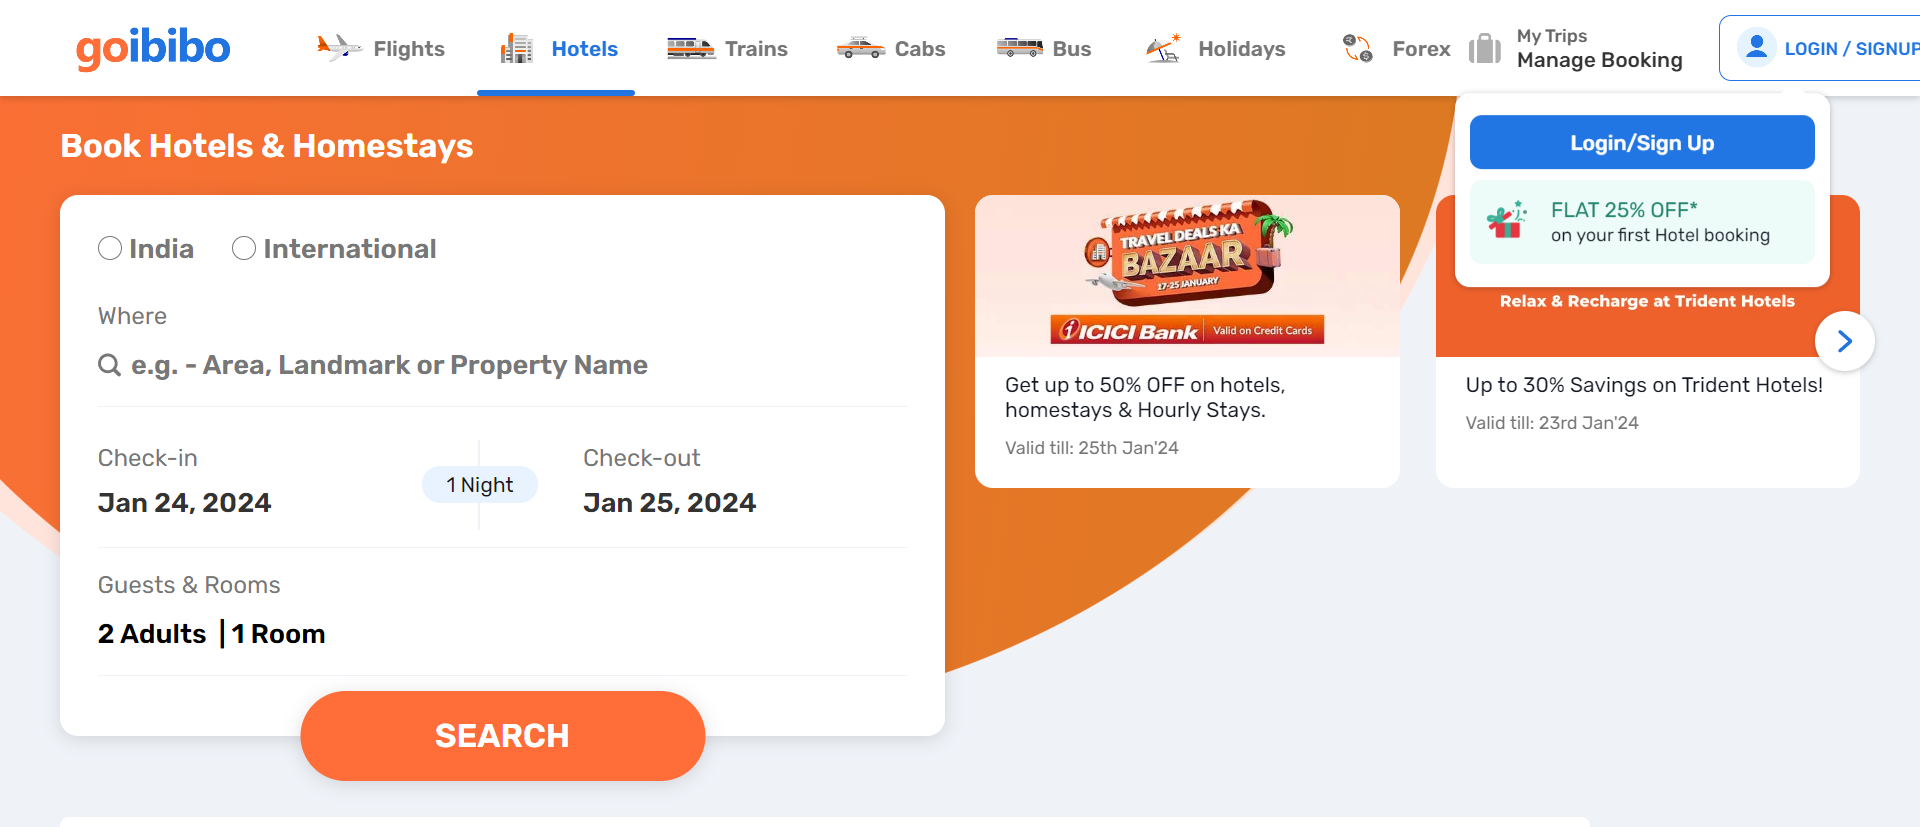 goibibo
Flights
Hotels
Trains
Cabs
Bus
Holidays
Forex
My Trips
Manage Booking
LOGIN / SIGNUP
Book Hotels & Homestays
Login/Sign Up
FLAT 25% OFF*
on your first Hotel booking
India
International
Where
e.g. - Area, Landmark or Property Name
Check-in
Jan 24, 2024
1 Night
Check-out
Jan 25, 2024
Guests & Rooms
2 Adults | 1 Room
SEARCH
TRAVEL DEALS KA
BAZAAR
17-25 JANUARY
ICICI Bank
Valid on Credit Cards
Get up to 50% OFF on hotels,
homestays & Hourly Stays.
Valid till: 25th Jan'24
Relax & Recharge at Trident Hotels
Up to 30% Savings on Trident Hotels!
Valid till: 23rd Jan'24